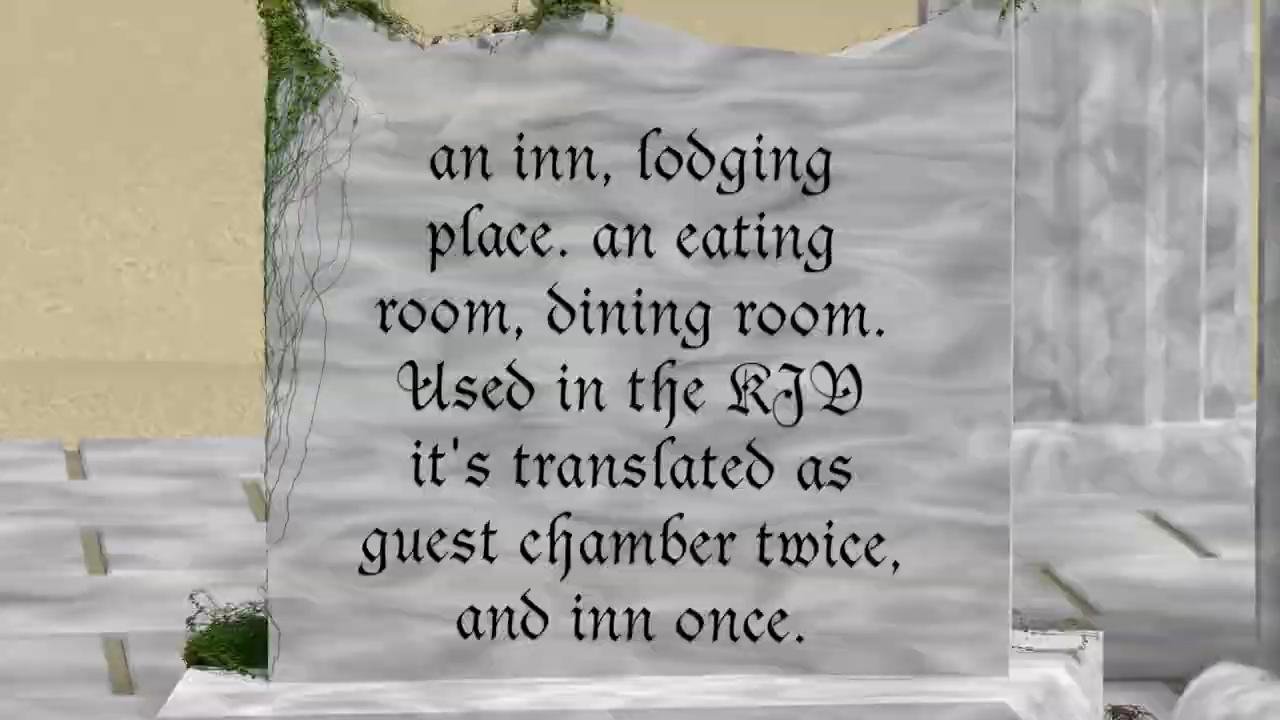 an inn, lodging
place. an eating
room, dining room.
Used in the KJV
it's translated as
guest chamber twice,
and inn once.